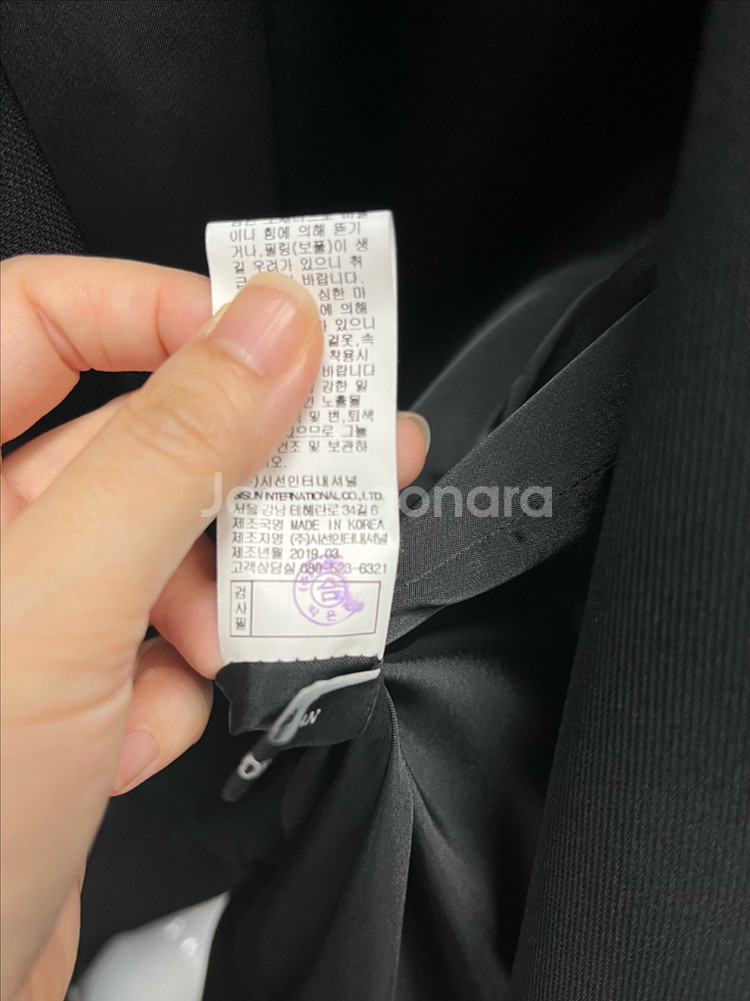 이나 힘에 의해 뜯기
거나, 필링(보풀)이 생
길 우려가 있으니 취
바랍니다.
심한 마
에 의해
있으니
겉옷, 속
착용시
바랍니다
강한 일
노출될
및 변, 퇴색
있으므로 그늘
건조 및 보관하
시선인터내셔널
SISUN INTERNATIONAL CO., LTD.
서울 강남 테헤란로 34길 6
제조국명 MADE IN KOREA
제조자명 (주)시선인터내셔널
제조년월 2019.03.
고객상담실 080-523-6321
검사필
합